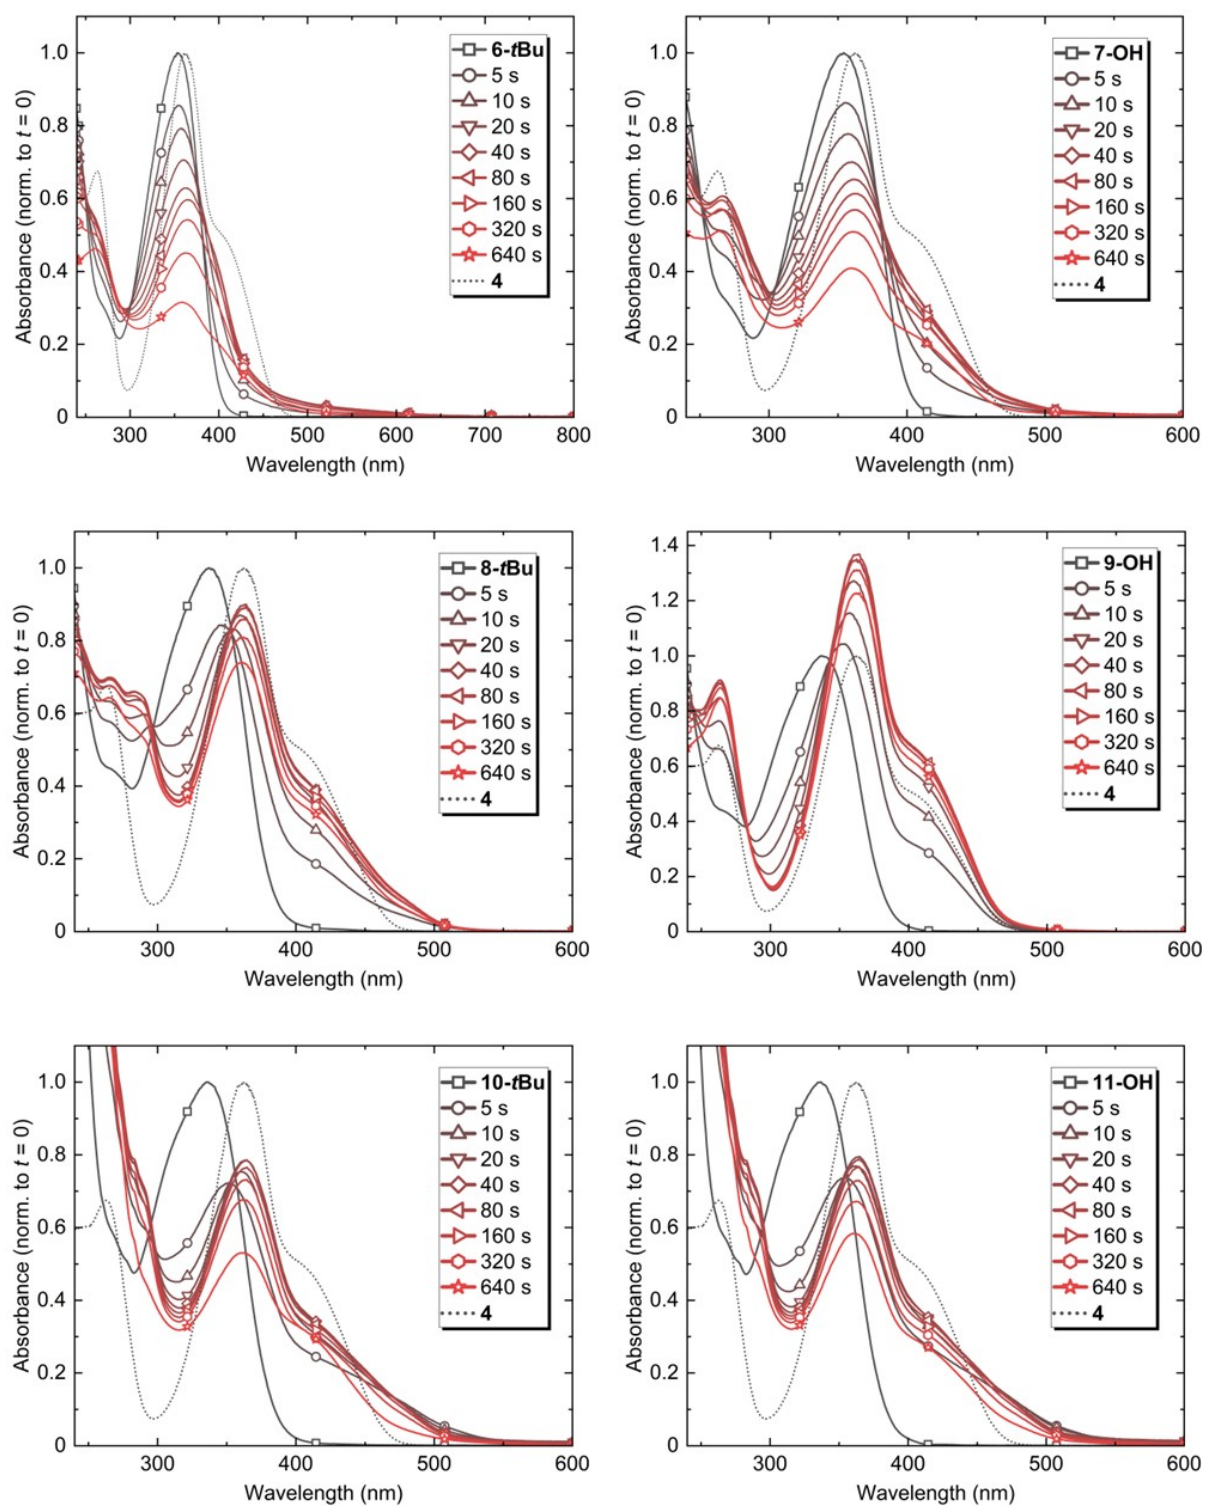 Absorbance (norm. to t = 0)
1.0
0.8
0.6
0.4
0.2
0
300 400 500 600 700 800
Wavelength (nm)
6-tBu
5 s
10 s
20 s
40 s
80 s
160 s
320 s
640 s
4
Absorbance (norm. to t = 0)
1.0
0.8
0.6
0.4
0.2
0
300 400 500 600
Wavelength (nm)
7-OH
5 s
10 s
20 s
40 s
80 s
160 s
320 s
640 s
4
Absorbance (norm. to t = 0)
1.0
0.8
0.6
0.4
0.2
0
300 400 500 600
Wavelength (nm)
8-tBu
5 s
10 s
20 s
40 s
80 s
160 s
320 s
640 s
4
Absorbance (norm. to t = 0)
1.4
1.2
1.0
0.8
0.6
0.4
0.2
0
300 400 500 600
Wavelength (nm)
9-OH
5 s
10 s
20 s
40 s
80 s
160 s
320 s
640 s
4
Absorbance (norm. to t = 0)
1.0
0.8
0.6
0.4
0.2
0
300 400 500 600
Wavelength (nm)
10-tBu
5 s
10 s
20 s
40 s
80 s
160 s
320 s
640 s
4
Absorbance (norm. to t = 0)
1.0
0.8
0.6
0.4
0.2
0
300 400 500 600
Wavelength (nm)
11-OH
5 s
10 s
20 s
40 s
80 s
160 s
320 s
640 s
4